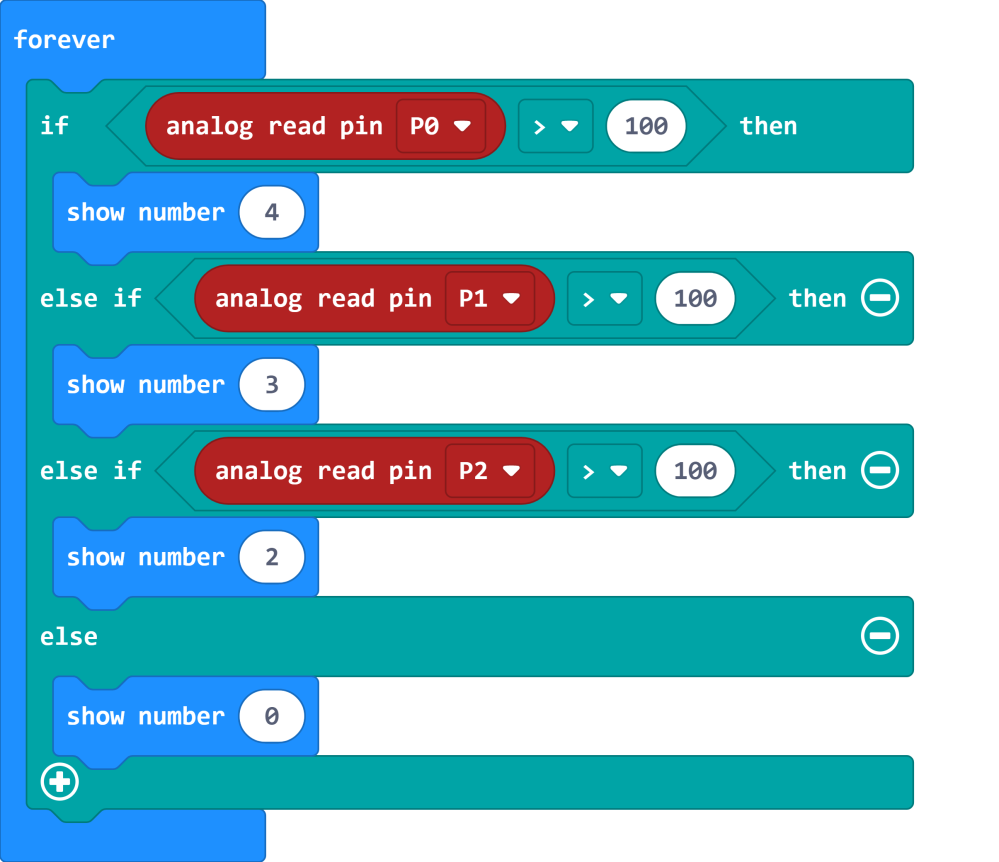 forever
if analog read pin P0 > 100 then
show number 4
else if analog read pin P1 > 100 then
show number 3
else if analog read pin P2 > 100 then
show number 2
else
show number 0